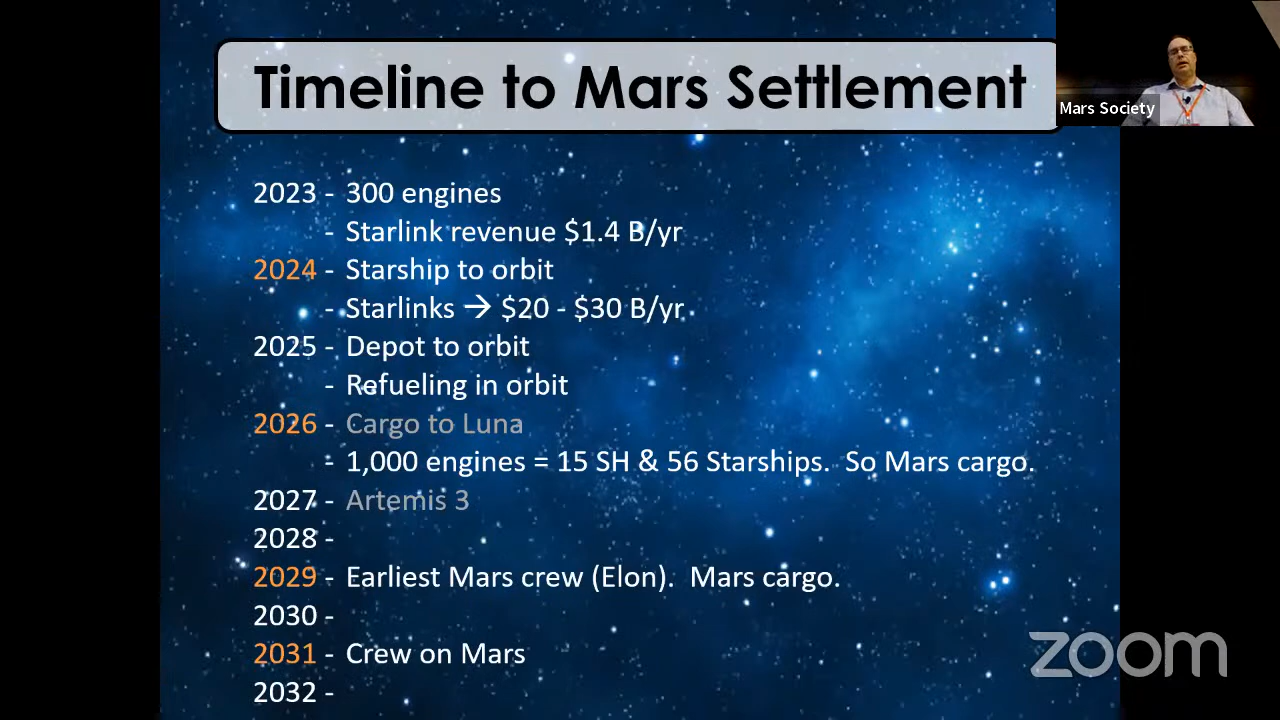 Timeline to Mars Settlement
Mars Society
2023 - 300 engines
- Starlink revenue $1.4 B/yr
2024 - Starship to orbit
- Starlinks → $20 - $30 B/yr.
2025 - Depot to orbit
- Refueling in orbit
2026 - Cargo to Luna
- 1,000 engines = 15 SH & 56 Starships. So Mars cargo.
2027 - Artemis 3
2028 -
2029 - Earliest Mars crew (Elon). Mars cargo.
2030 -
2031 - Crew on Mars
2032 -
zoom